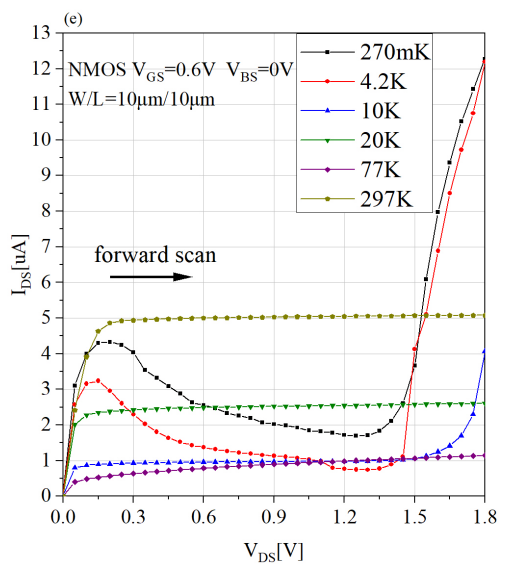 (e)
NMOS V_GS=0.6V V_BS=0V
W/L=10μm/10μm
270mK
4.2K
10K
20K
77K
297K
forward scan
I_DS[uA]
13
12
11
10
9
8
7
6
5
4
3
2
1
0
0.0 0.3 0.6 0.9 1.2 1.5 1.8
V_DS[V]